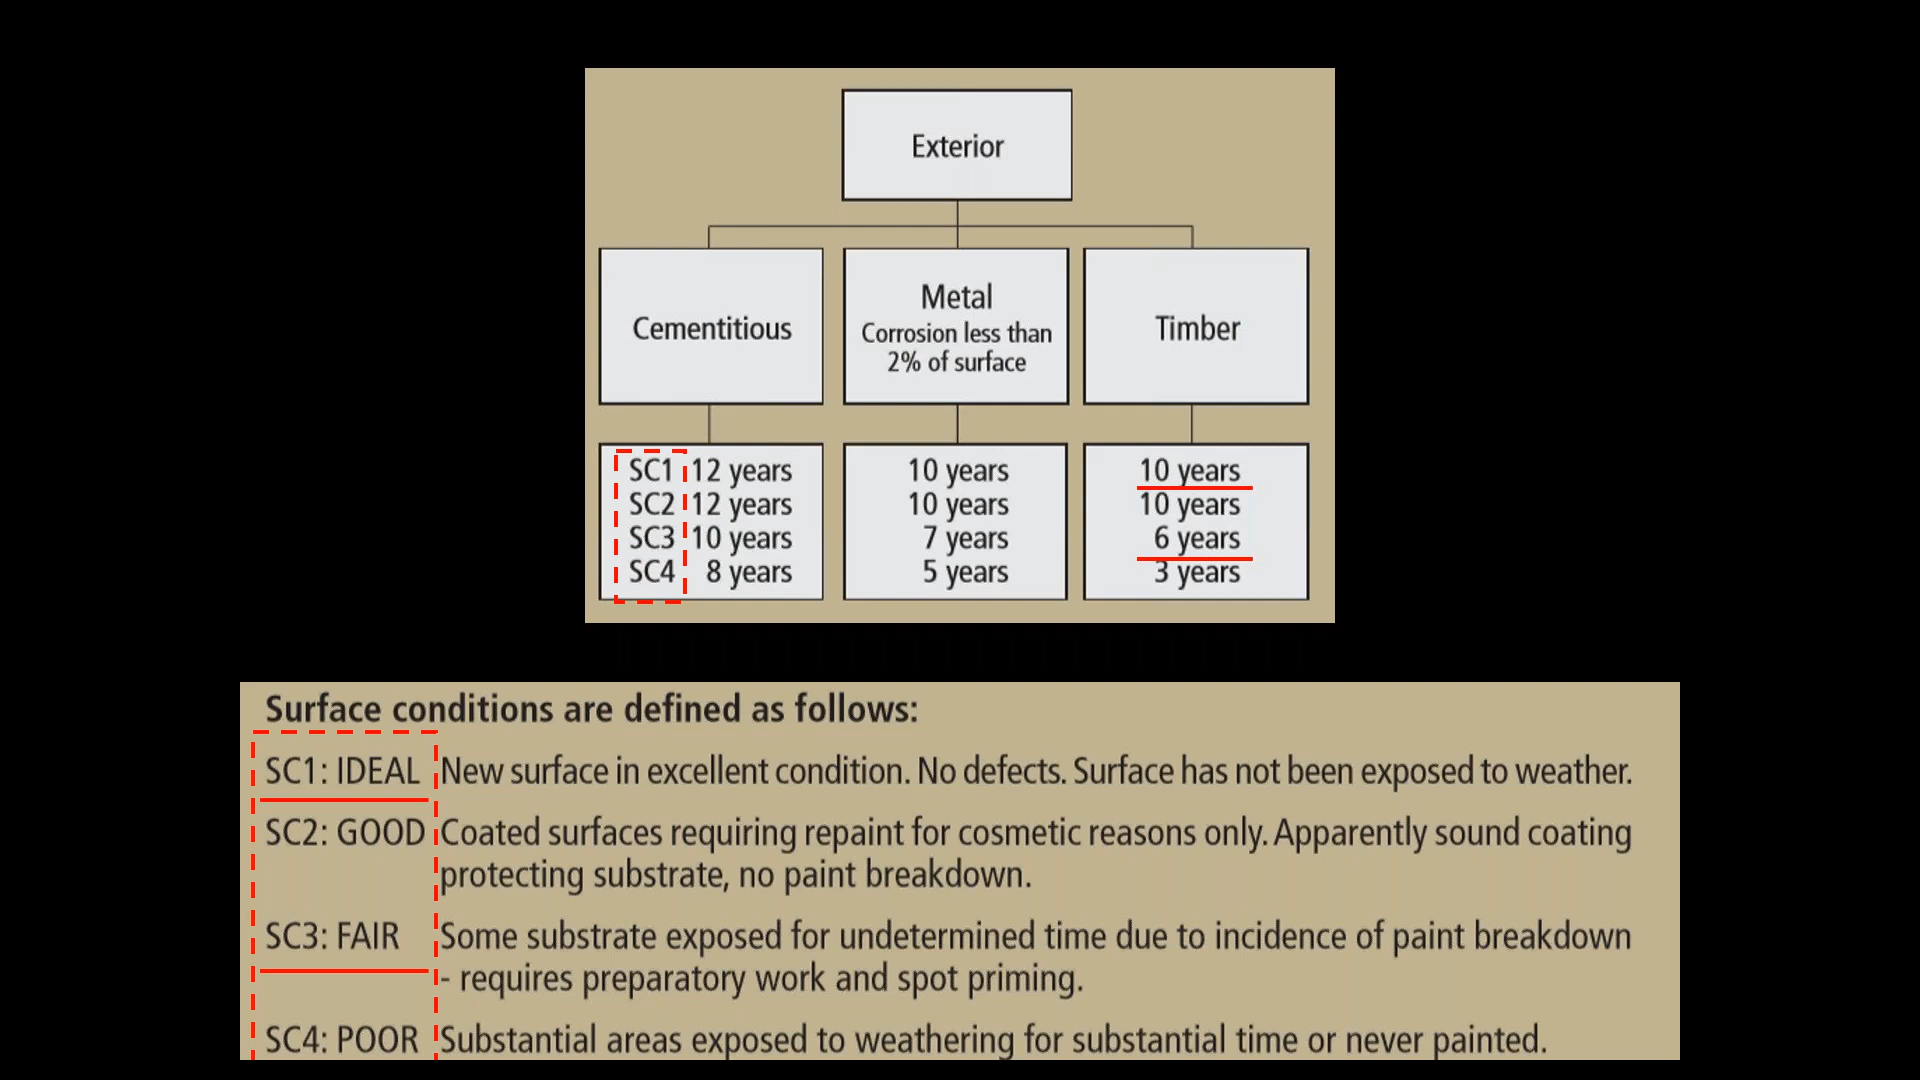 Exterior
Cementitious
Metal
Corrosion less than
2% of surface
Timber
SC1 12 years
SC2 12 years
SC3 10 years
SC4 8 years
10 years
10 years
7 years
5 years
10 years
10 years
6 years
3 years
Surface conditions are defined as follows:
SC1: IDEAL New surface in excellent condition. No defects. Surface has not been exposed to weather.
SC2: GOOD Coated surfaces requiring repaint for cosmetic reasons only. Apparently sound coating
protecting substrate, no paint breakdown.
SC3: FAIR Some substrate exposed for undetermined time due to incidence of paint breakdown
- requires preparatory work and spot priming.
SC4: POOR Substantial areas exposed to weathering for substantial time or never painted.